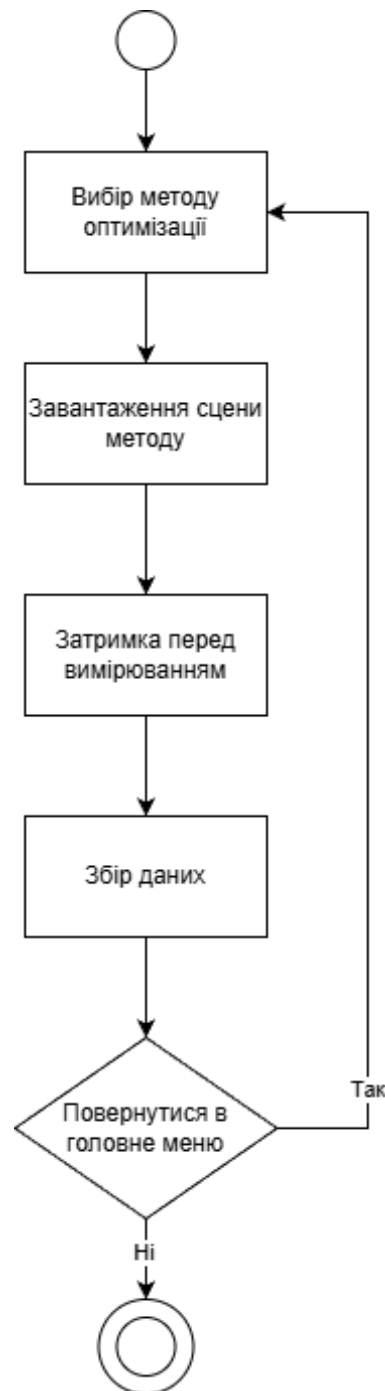 Вибір методу
оптимізації
Завантаження сцени
методу
Затримка перед
вимірюванням
Збір даних
Повернутися в
головне меню
Так
Ні